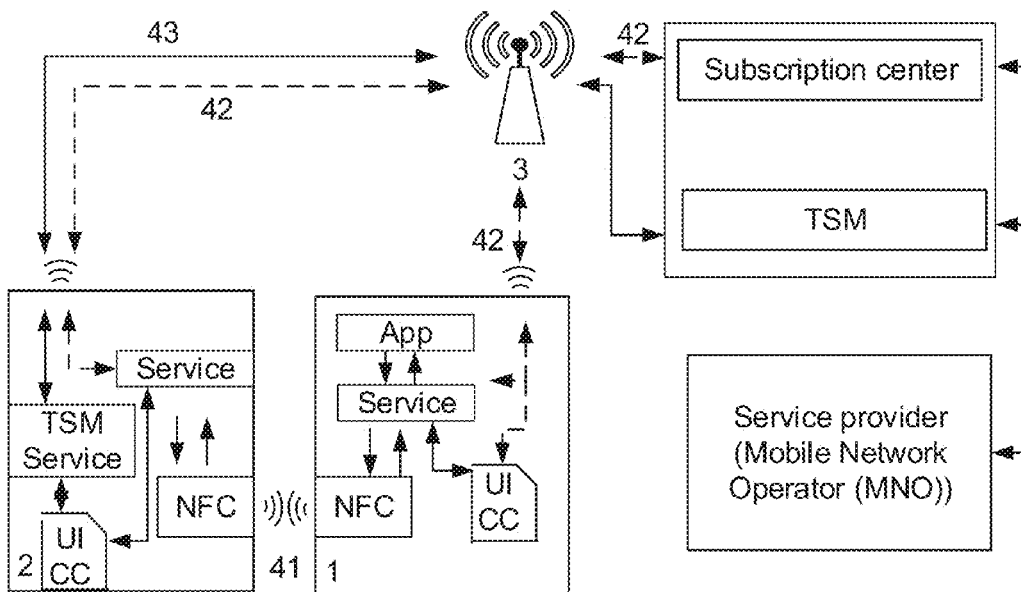 43
42
42
Subscription center
42
3
TSM
App
Service
Service
TSM
Service
NFC
NFC
UI
CC
UI
CC
2
41
1
Service provider
(Mobile Network
Operator (MNO))